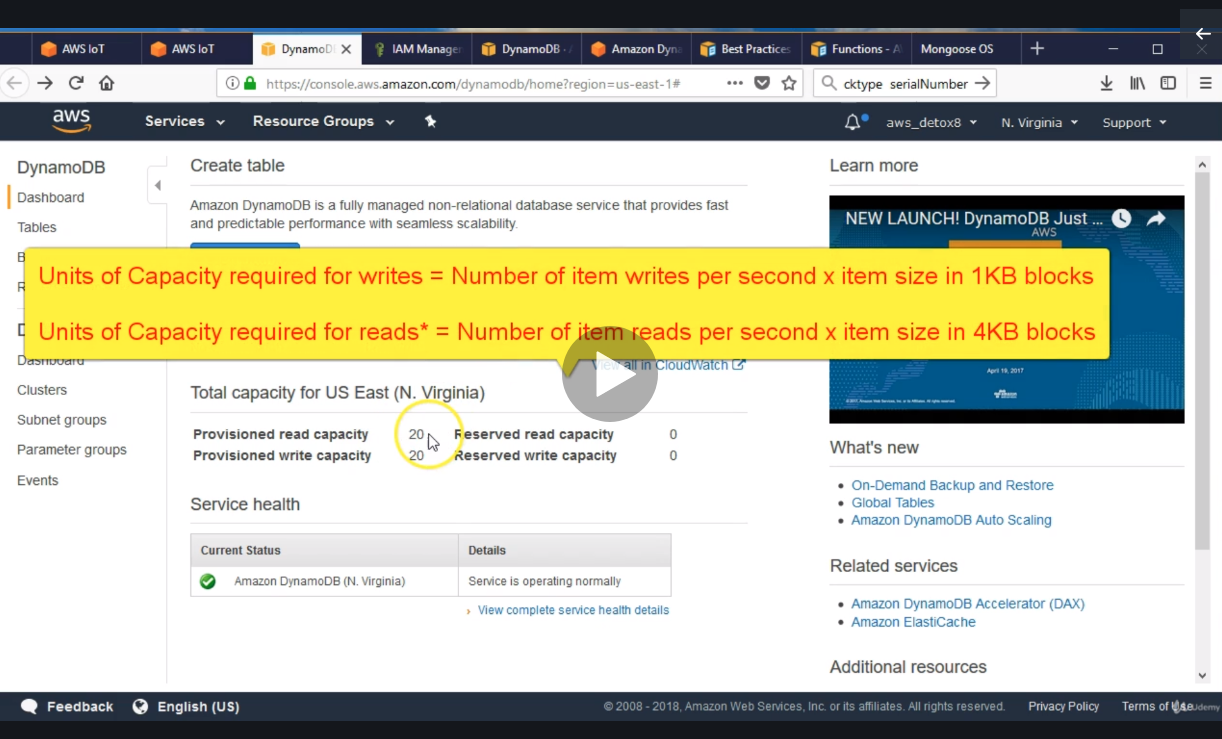 AWS IoT
AWS IoT
DynamoD
IAM Manager
DynamoDB - A
Amazon Dyna
Best Practices
Functions - A
Mongoose OS
https://console.aws.amazon.com/dynamodb/home?region=us-east-1#
cktype serialNumber
aws
Services
Resource Groups
aws_detox8
N. Virginia
Support
DynamoDB
Dashboard
Tables
B
R
D
Dashboard
Clusters
Subnet groups
Parameter groups
Events
Create table
Amazon DynamoDB is a fully managed non-relational database service that provides fast
and predictable performance with seamless scalability.
Units of Capacity required for writes = Number of item writes per second x item size in 1KB blocks
Units of Capacity required for reads* = Number of item reads per second x item size in 4KB blocks
View all in CloudWatch
Total capacity for US East (N. Virginia)
Provisioned read capacity 20 Reserved read capacity 0
Provisioned write capacity 20 Reserved write capacity 0
Service health
Current Status Details
Amazon DynamoDB (N. Virginia) Service is operating normally
View complete service health details
Learn more
NEW LAUNCH! DynamoDB Just ...
AWS
April 19, 2017
What's new
On-Demand Backup and Restore
Global Tables
Amazon DynamoDB Auto Scaling
Related services
Amazon DynamoDB Accelerator (DAX)
Amazon ElastiCache
Additional resources
Feedback
English (US)
© 2008 - 2018, Amazon Web Services, Inc. or its affiliates. All rights reserved.
Privacy Policy
Terms of Use
Udemy